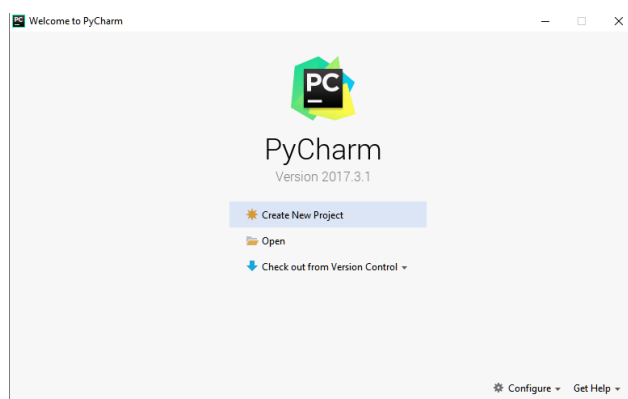 PC Welcome to PyCharm
PC
PyCharm
Version 2017.3.1
Create New Project
Open
Check out from Version Control
Configure Get Help